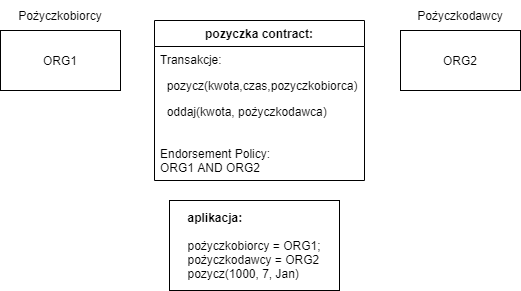 Pożyczkobiorcy
Pożyczkodawcy
ORG1
pozyczka contract:
Transakcje:
pozycz(kwota,czas,pozyczkobiorca)
oddaj(kwota, pożyczkodawca)
Endorsement Policy:
ORG1 AND ORG2
ORG2
aplikacja:
pożyczkobiorcy = ORG1;
pożyczkodawcy = ORG2
pozycz(1000, 7, Jan)